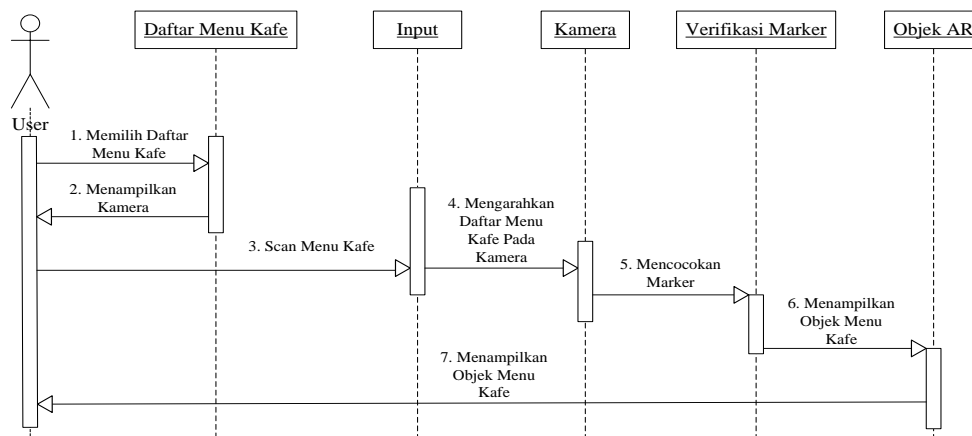 Daftar Menu Kafe
Input
Kamera
Verifikasi Marker
Objek AR
User
1. Memilih Daftar
Menu Kafe
2. Menampilkan
Kamera
3. Scan Menu Kafe
4. Mengarahkan
Daftar Menu
Kafe Pada
Kamera
5. Mencocokan
Marker
6. Menampilkan
Objek Menu
Kafe
7. Menampilkan
Objek Menu
Kafe